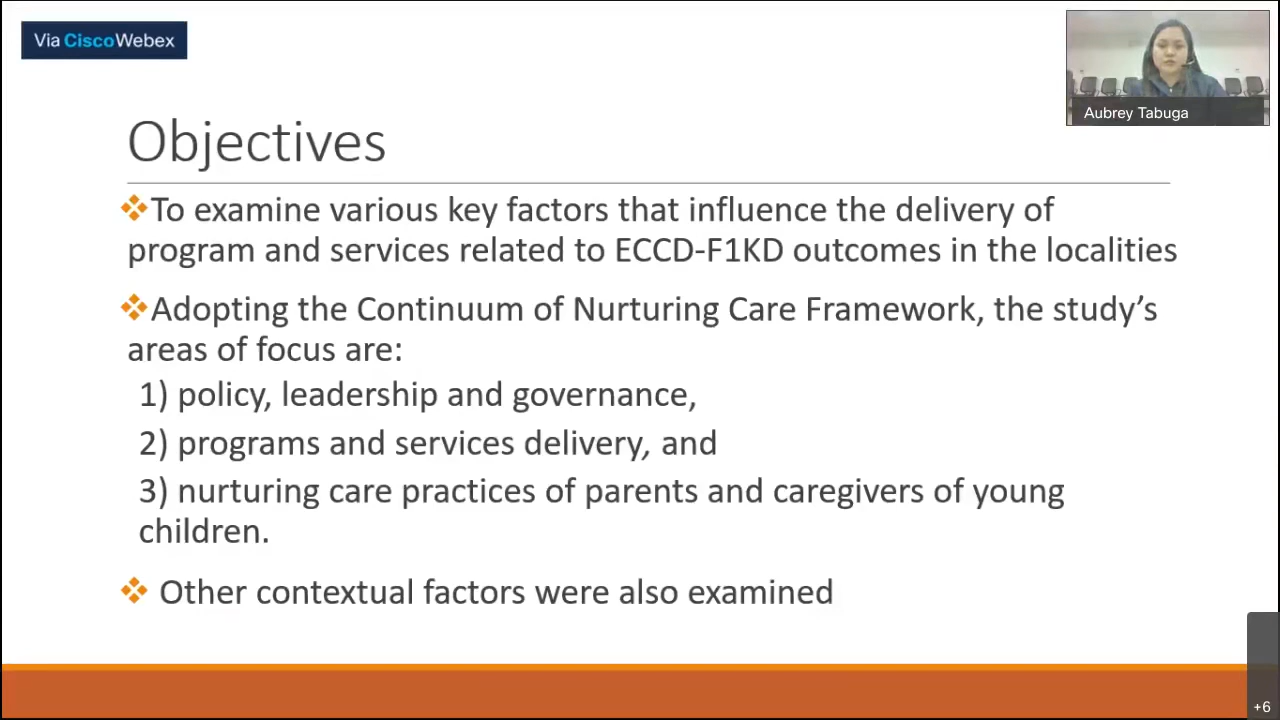 Via CiscoWebex
Aubrey Tabuga
Objectives
To examine various key factors that influence the delivery of
program and services related to ECCD-F1KD outcomes in the localities
Adopting the Continuum of Nurturing Care Framework, the study’s
areas of focus are:
1) policy, leadership and governance,
2) programs and services delivery, and
3) nurturing care practices of parents and caregivers of young
children.
Other contextual factors were also examined
+6